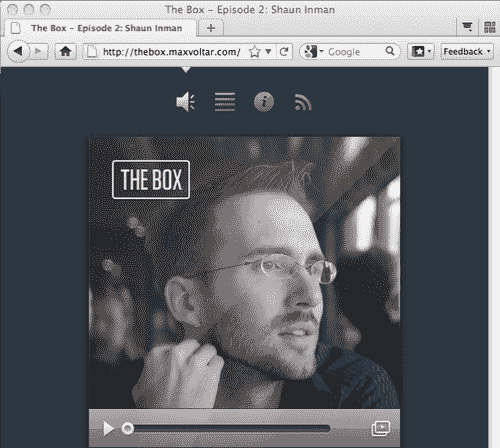 The Box - Episode 2: Shaun Inman
The Box - Episode 2: Shaun Inman
http://thebox.maxvoltar.com/
Google
Feedback
THE BOX